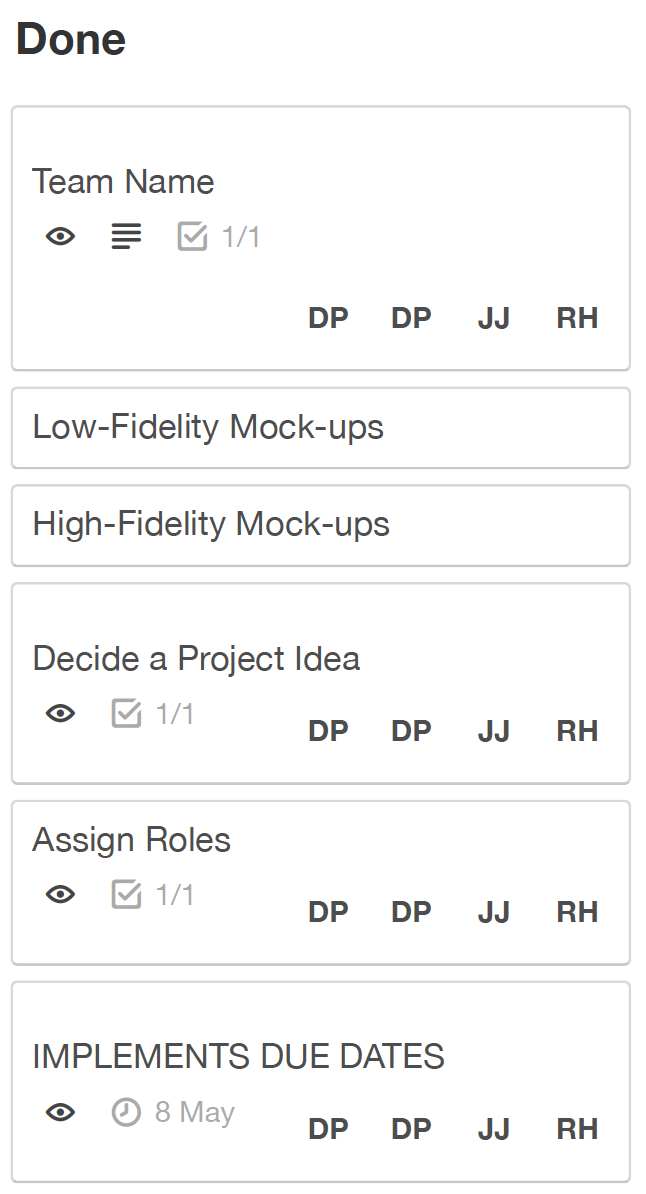 Done
Team Name
1/1
DP DP JJ RH
Low-Fidelity Mock-ups
High-Fidelity Mock-ups
Decide a Project Idea
1/1
DP DP JJ RH
Assign Roles
1/1
DP DP JJ RH
IMPLEMENTS DUE DATES
8 May
DP DP JJ RH